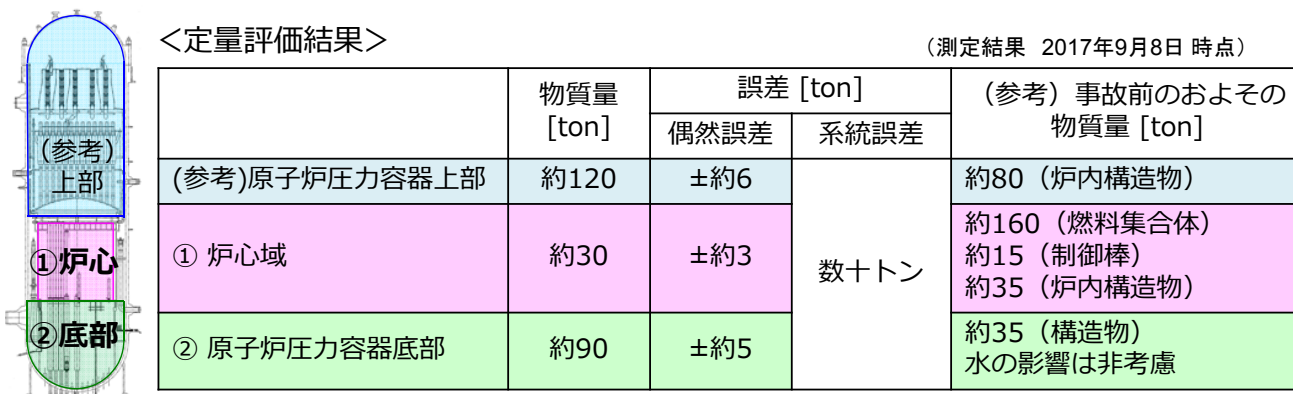 ＜定量評価結果＞
（測定結果 2017年9月8日 時点）
物質量
[ton]
誤差 [ton]
偶然誤差
系統誤差
（参考）事故前のおよその
物質量 [ton]
(参考)原子炉圧力容器上部
約120
±約6
数十トン
約80（炉内構造物）
① 炉心域
約30
±約3
約160（燃料集合体）
約15（制御棒）
約35（炉内構造物）
② 原子炉圧力容器底部
約90
±約5
約35（構造物）
水の影響は非考慮
(参考)
上部
①炉心
②底部